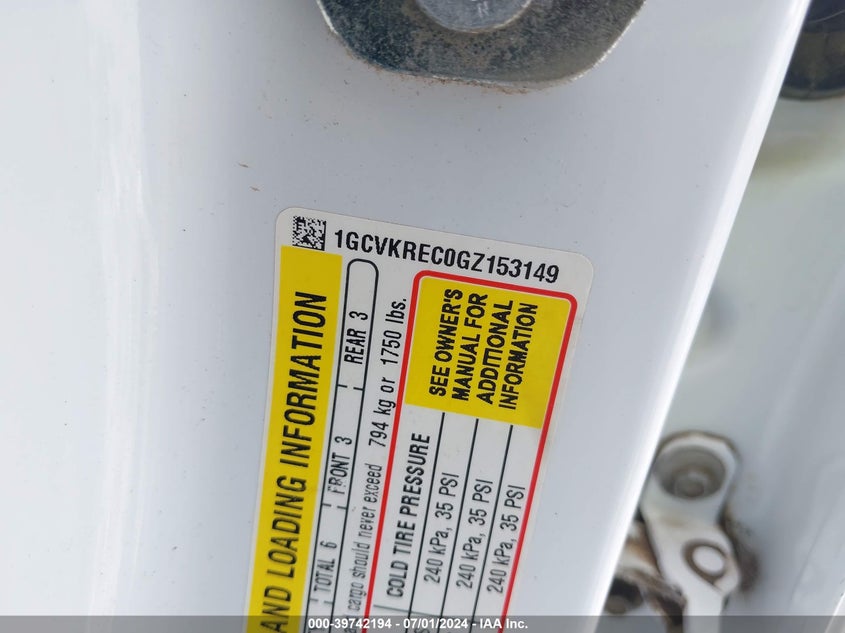 1GCVKREC0GZ153149
AND LOADING INFORMATION
TOTAL 6 FRONT 3 REAR 3
cargo should never exceed 794 kg or 1750 lbs.
COLD TIRE PRESSURE
240 kPa, 35 PSI
240 kPa, 35 PSI
240 kPa, 35 PSI
SEE OWNER'S
MANUAL FOR
ADDITIONAL
INFORMATION
000-39742194 - 07/01/2024 - IAA Inc.